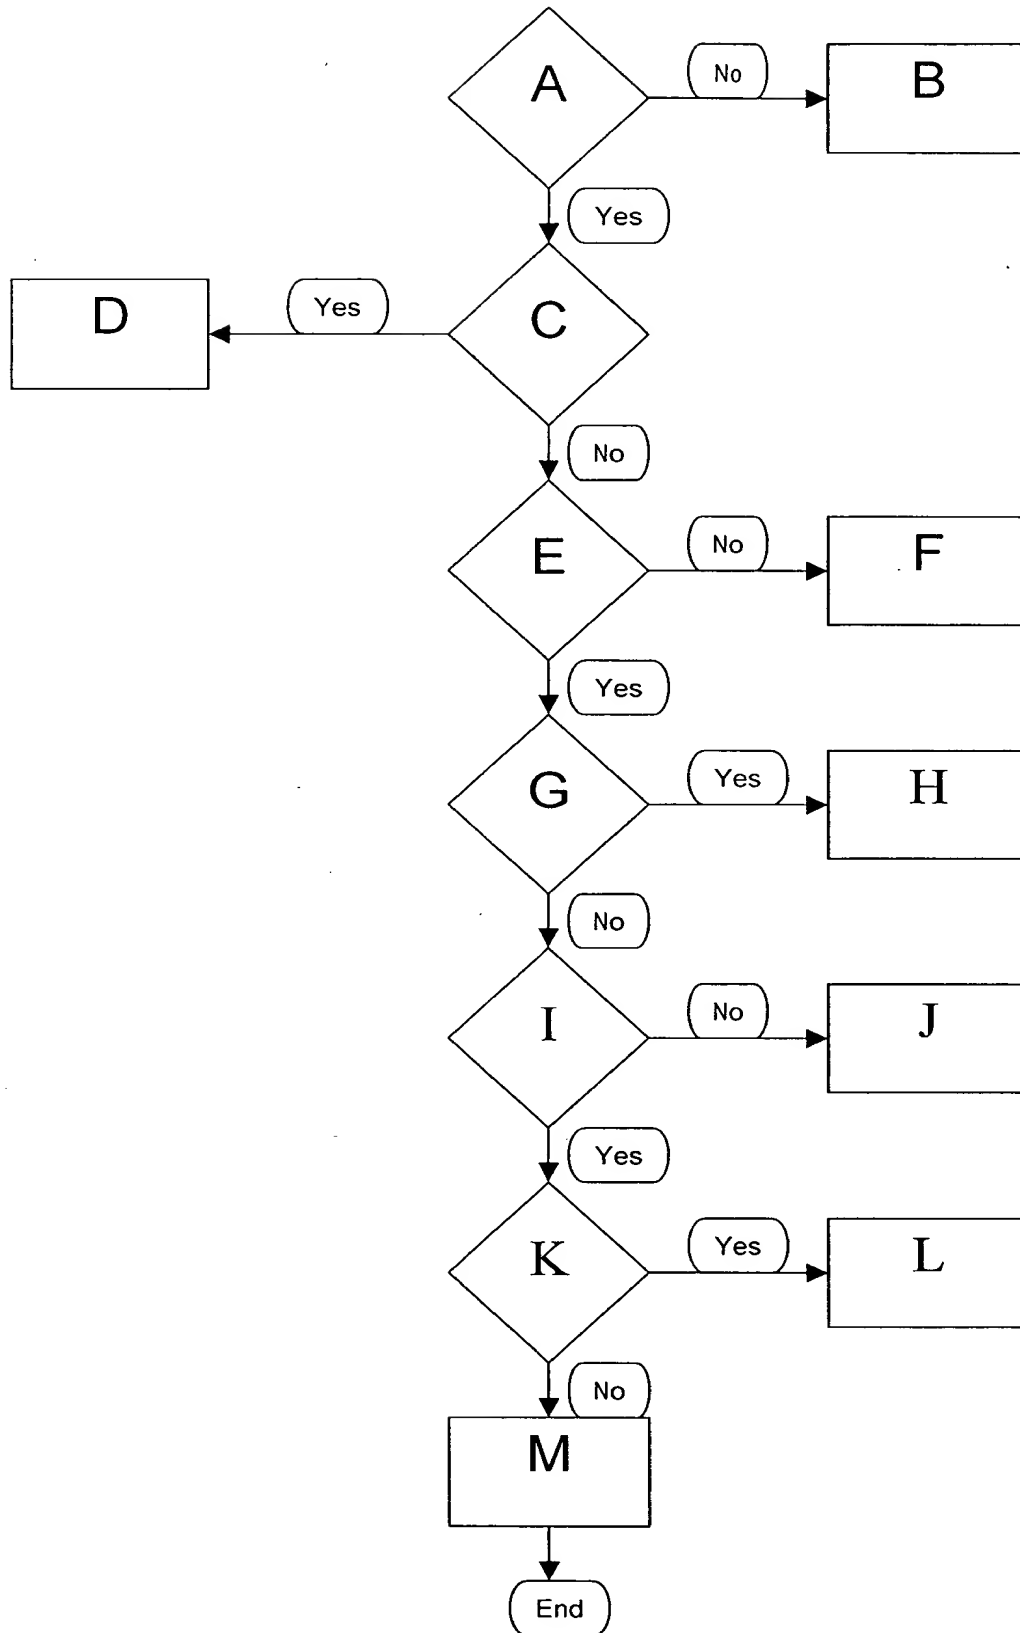 A
No
B
Yes
D
Yes
C
No
E
No
F
Yes
G
Yes
H
No
I
No
J
Yes
K
Yes
L
No
M
End